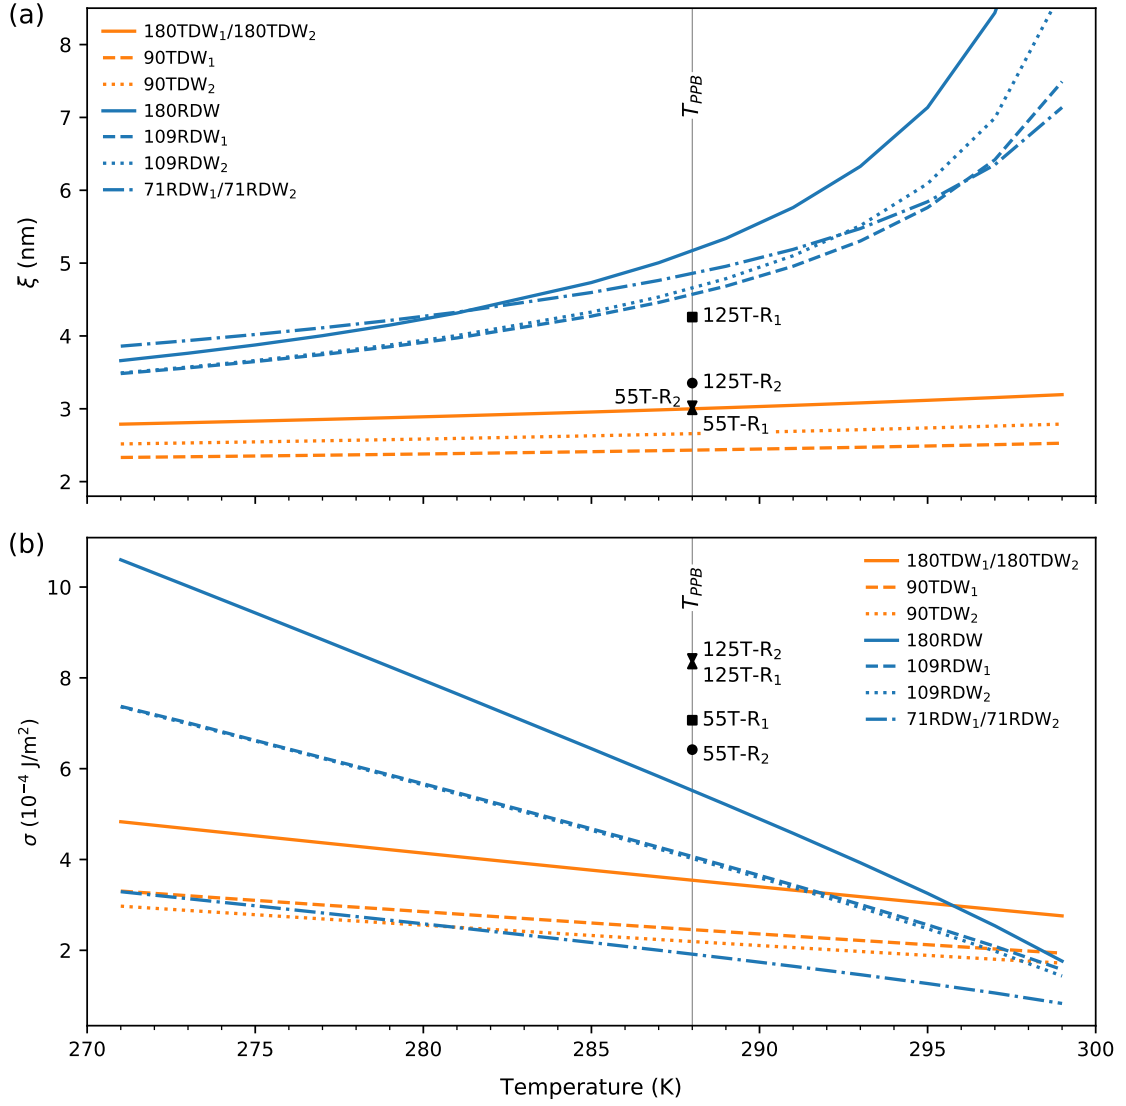 (a)
180TDW₁/180TDW₂
90TDW₁
90TDW₂
180RDW
109RDW₁
109RDW₂
71RDW₁/71RDW₂
T_PPB
125T-R₁
125T-R₂
55T-R₂
55T-R₁
8
7
6
5
4
3
2
ξ (nm)
(b)
180TDW₁/180TDW₂
90TDW₁
90TDW₂
180RDW
109RDW₁
109RDW₂
71RDW₁/71RDW₂
T_PPB
125T-R₂
125T-R₁
55T-R₁
55T-R₂
10
8
6
4
2
σ (10⁻⁴ J/m²)
270 275 280 285 290 295 300
Temperature (K)